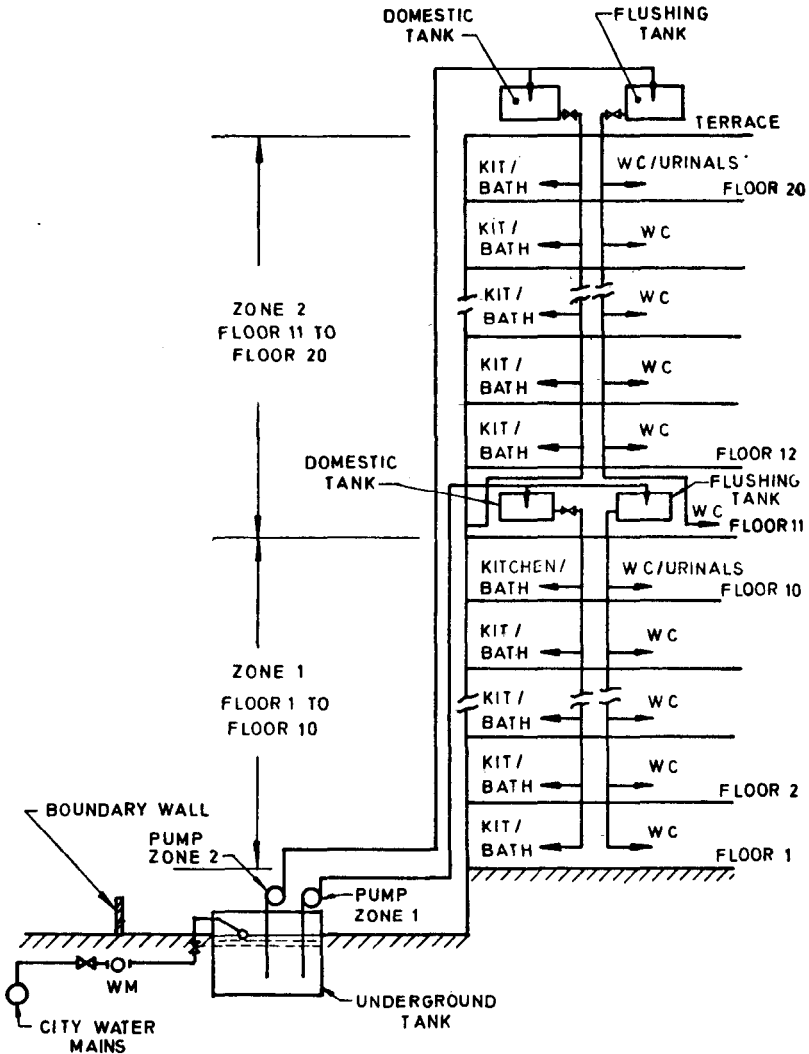 DOMESTIC
TANK
FLUSHING
TANK
TERRACE
KIT/
BATH
WC/URINALS
FLOOR 20
KIT/
BATH
WC
ZONE 2
FLOOR 11 TO
FLOOR 20
KIT/
BATH
WC
KIT/
BATH
WC
KIT/
BATH
WC
FLOOR 12
DOMESTIC
TANK
FLUSHING
TANK
WC
FLOOR 11
KITCHEN/
BATH
WC/URINALS
FLOOR 10
KIT/
BATH
WC
ZONE 1
FLOOR 1 TO
FLOOR 10
KIT/
BATH
WC
KIT/
BATH
WC
FLOOR 2
BOUNDARY WALL
PUMP
ZONE 2
KIT/
BATH
WC
FLOOR 1
PUMP
ZONE 1
WM
UNDERGROUND
TANK
CITY WATER
MAINS